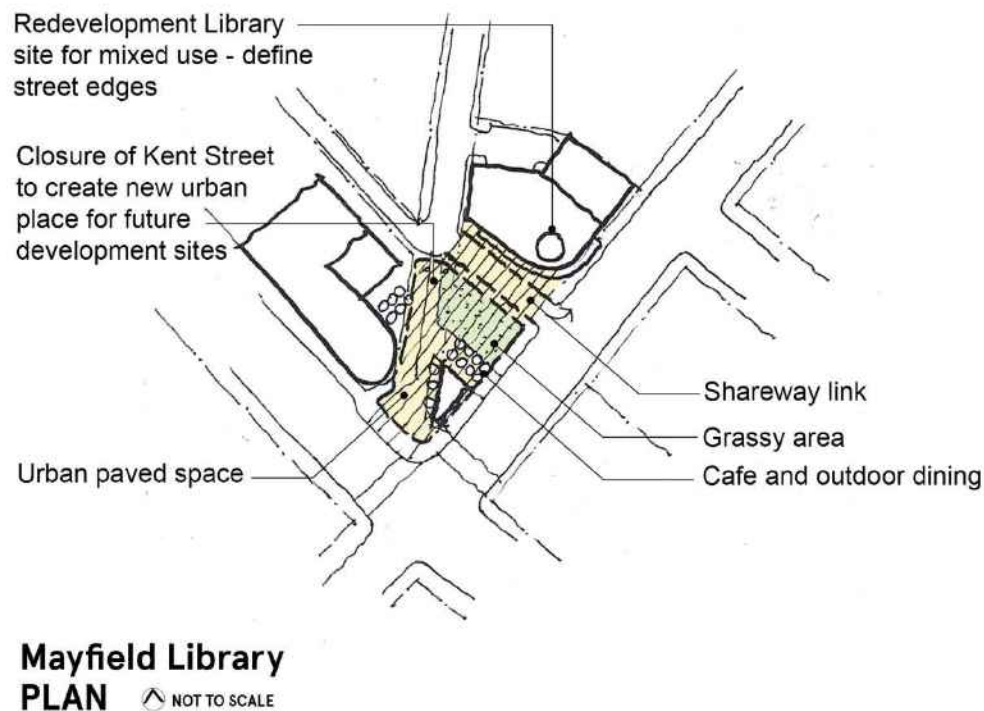 Redevelopment Library
site for mixed use - define
street edges
Closure of Kent Street
to create new urban
place for future
development sites
Shareway link
Grassy area
Urban paved space
Cafe and outdoor dining
Mayfield Library
PLAN
NOT TO SCALE